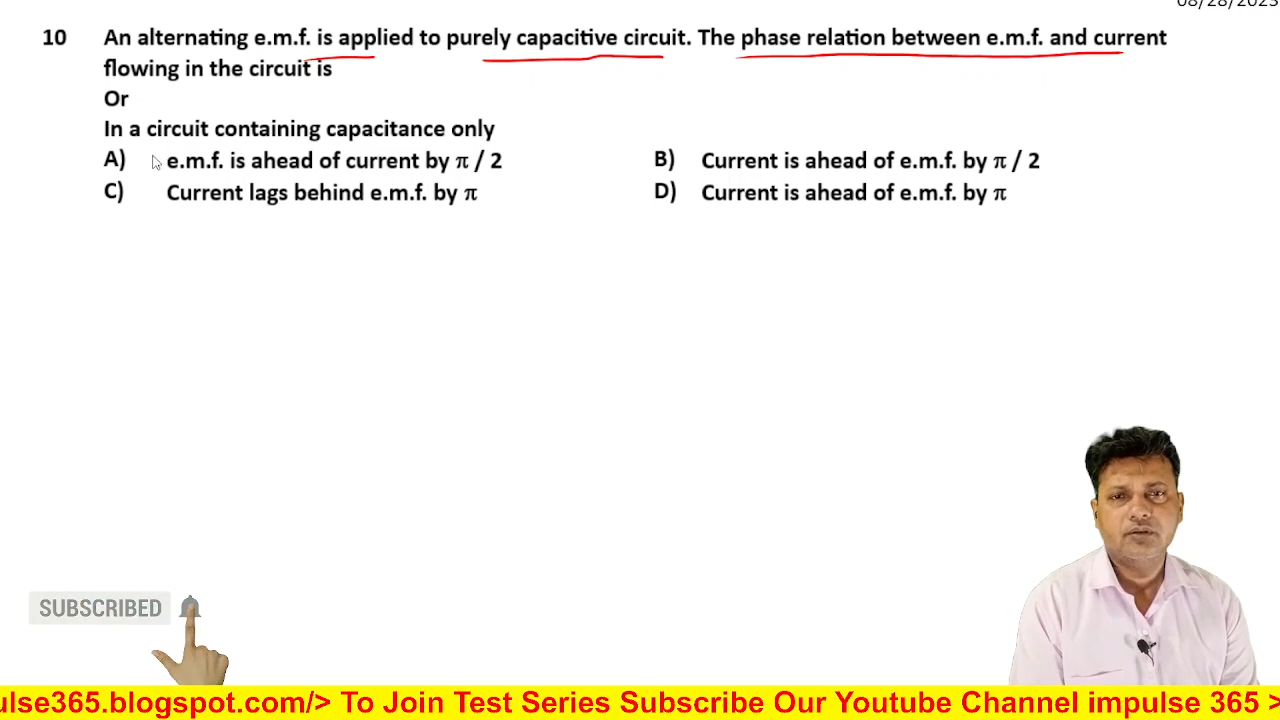 08/28/2025
10 An alternating e.m.f. is applied to purely capacitive circuit. The phase relation between e.m.f. and current
flowing in the circuit is
Or
In a circuit containing capacitance only
A) e.m.f. is ahead of current by π / 2 B) Current is ahead of e.m.f. by π / 2
C) Current lags behind e.m.f. by π D) Current is ahead of e.m.f. by π
SUBSCRIBED
ulse365.blogspot.com/> To Join Test Series Subscribe Our Youtube Channel impulse 365 >